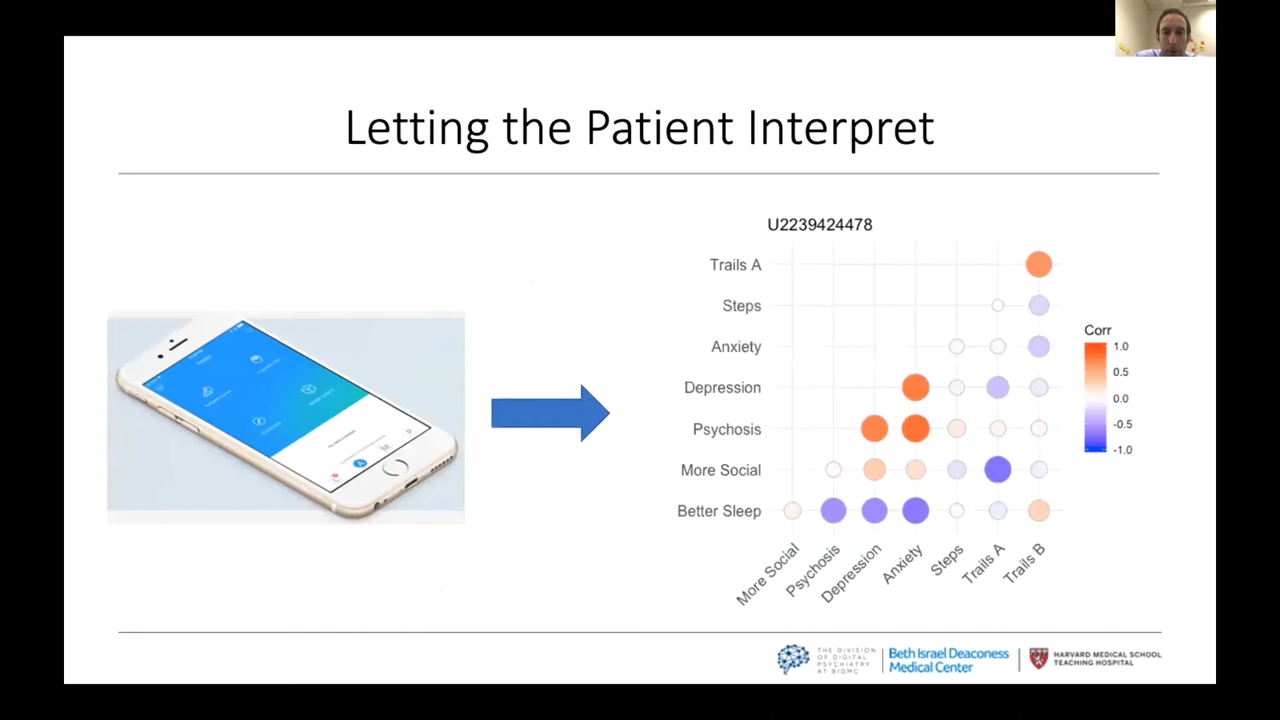 Letting the Patient Interpret
U2239424478
Trails A
Steps
Anxiety
Depression
Psychosis
More Social
Better Sleep
More Social
Psychosis
Depression
Anxiety
Steps
Trails A
Trails B
Corr
1.0
0.5
0.0
-0.5
-1.0
THE DIVISION
OF DIGITAL
PSYCHIATRY
AT BIDMC
Beth Israel Deaconess
Medical Center
HARVARD MEDICAL SCHOOL
TEACHING HOSPITAL